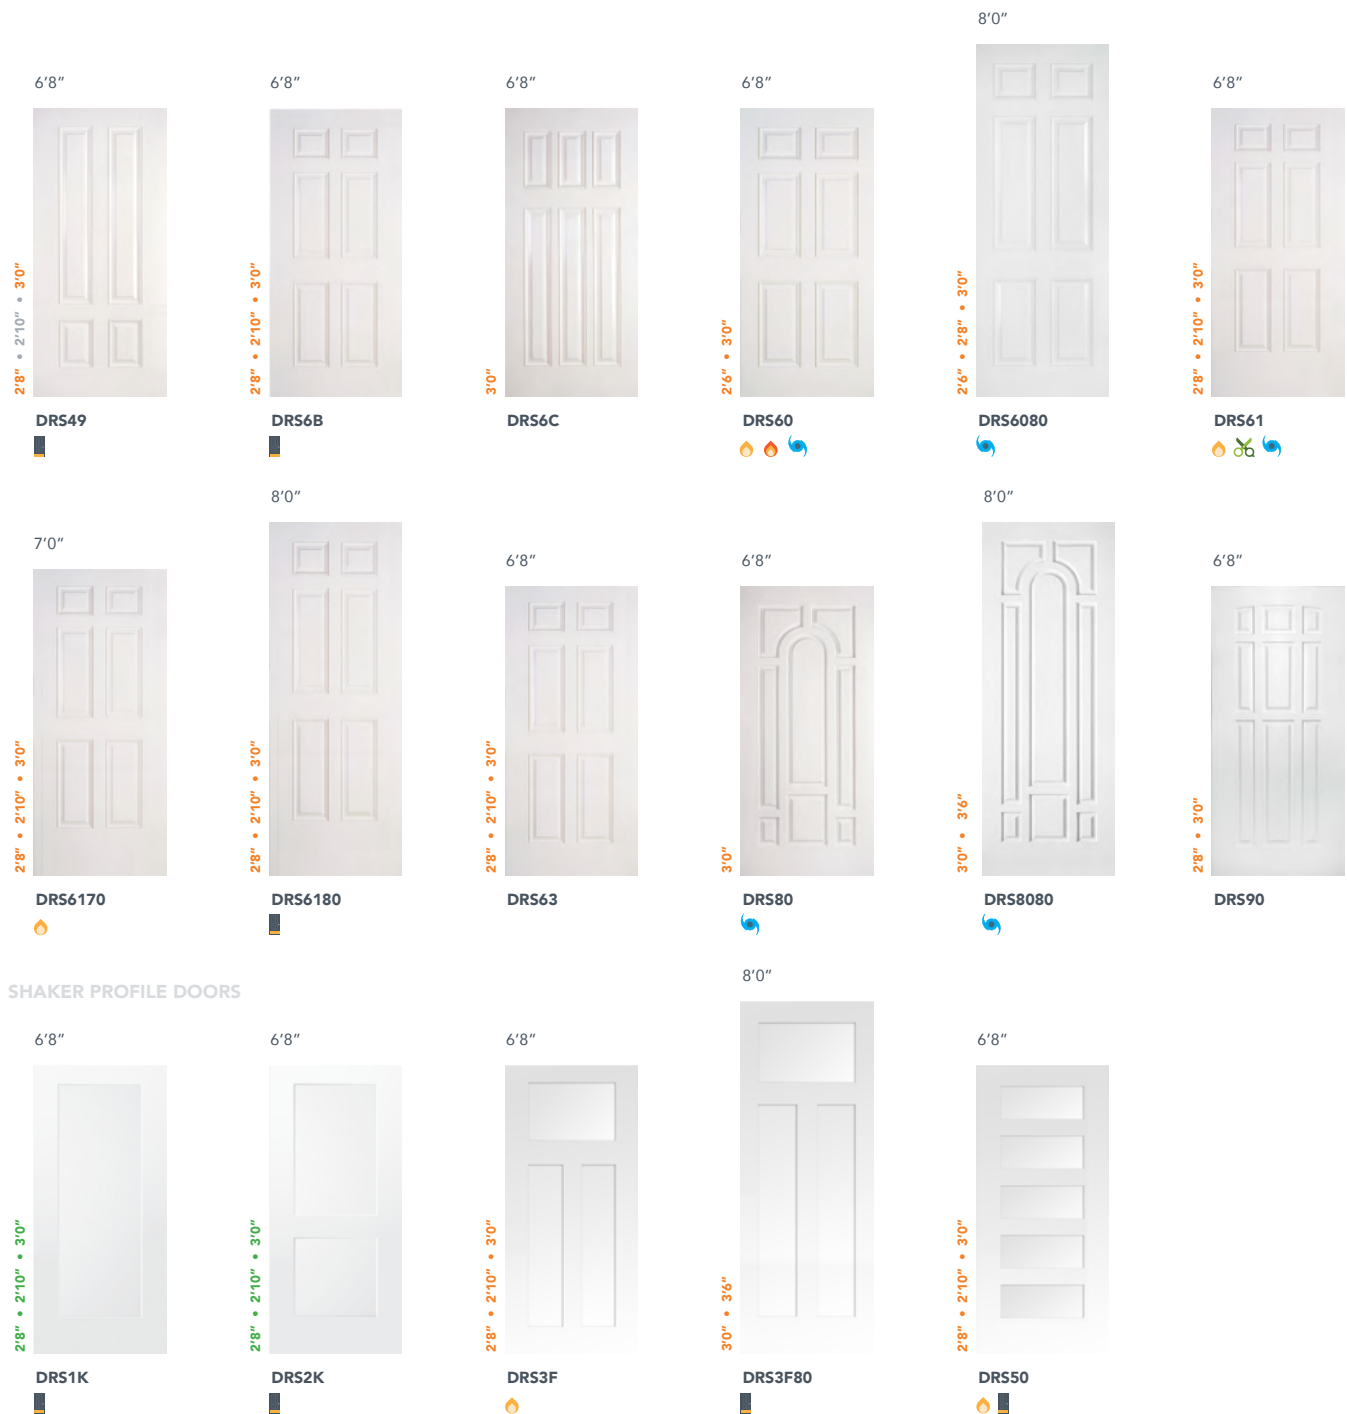 8’0”
6’8”
6’8”
6’8”
6’8”
6’8”
2’8” • 2’10” • 3’0”
2’8” • 2’10” • 3’0”
3’0”
2’6” • 3’0”
2’6” • 2’8” • 3’0”
2’8” • 2’10” • 3’0”
DRS49
DRS6B
DRS6C
DRS60
DRS6080
DRS61
7’0”
8’0”
6’8”
6’8”
8’0”
6’8”
2’8” • 2’10” • 3’0”
2’8” • 2’10” • 3’0”
2’8” • 2’10” • 3’0”
3’0”
3’0” • 3’6”
2’8” • 3’0”
DRS6170
DRS6180
DRS63
DRS80
DRS8080
DRS90
SHAKER PROFILE DOORS
6’8”
6’8”
6’8”
8’0”
6’8”
2’8” • 2’10” • 3’0”
2’8” • 2’10” • 3’0”
2’8” • 2’10” • 3’0”
3’0” • 3’6”
2’8” • 2’10” • 3’0”
DRS1K
DRS2K
DRS3F
DRS3F80
DRS50